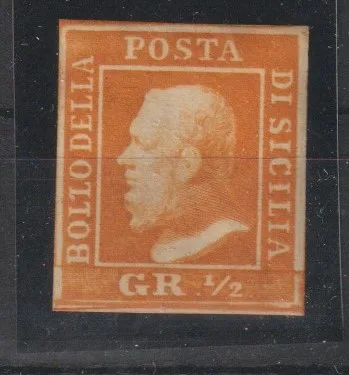 BOLLO DELLA
POSTA
DI SICILIA
GR. 1/2